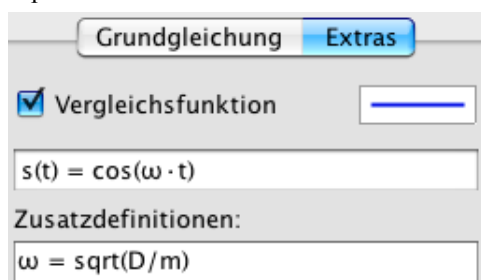 Grundgleichung Extras
Vergleichsfunktion
s(t) = cos(ω·t)
Zusatzdefinitionen:
ω = sqrt(D/m)